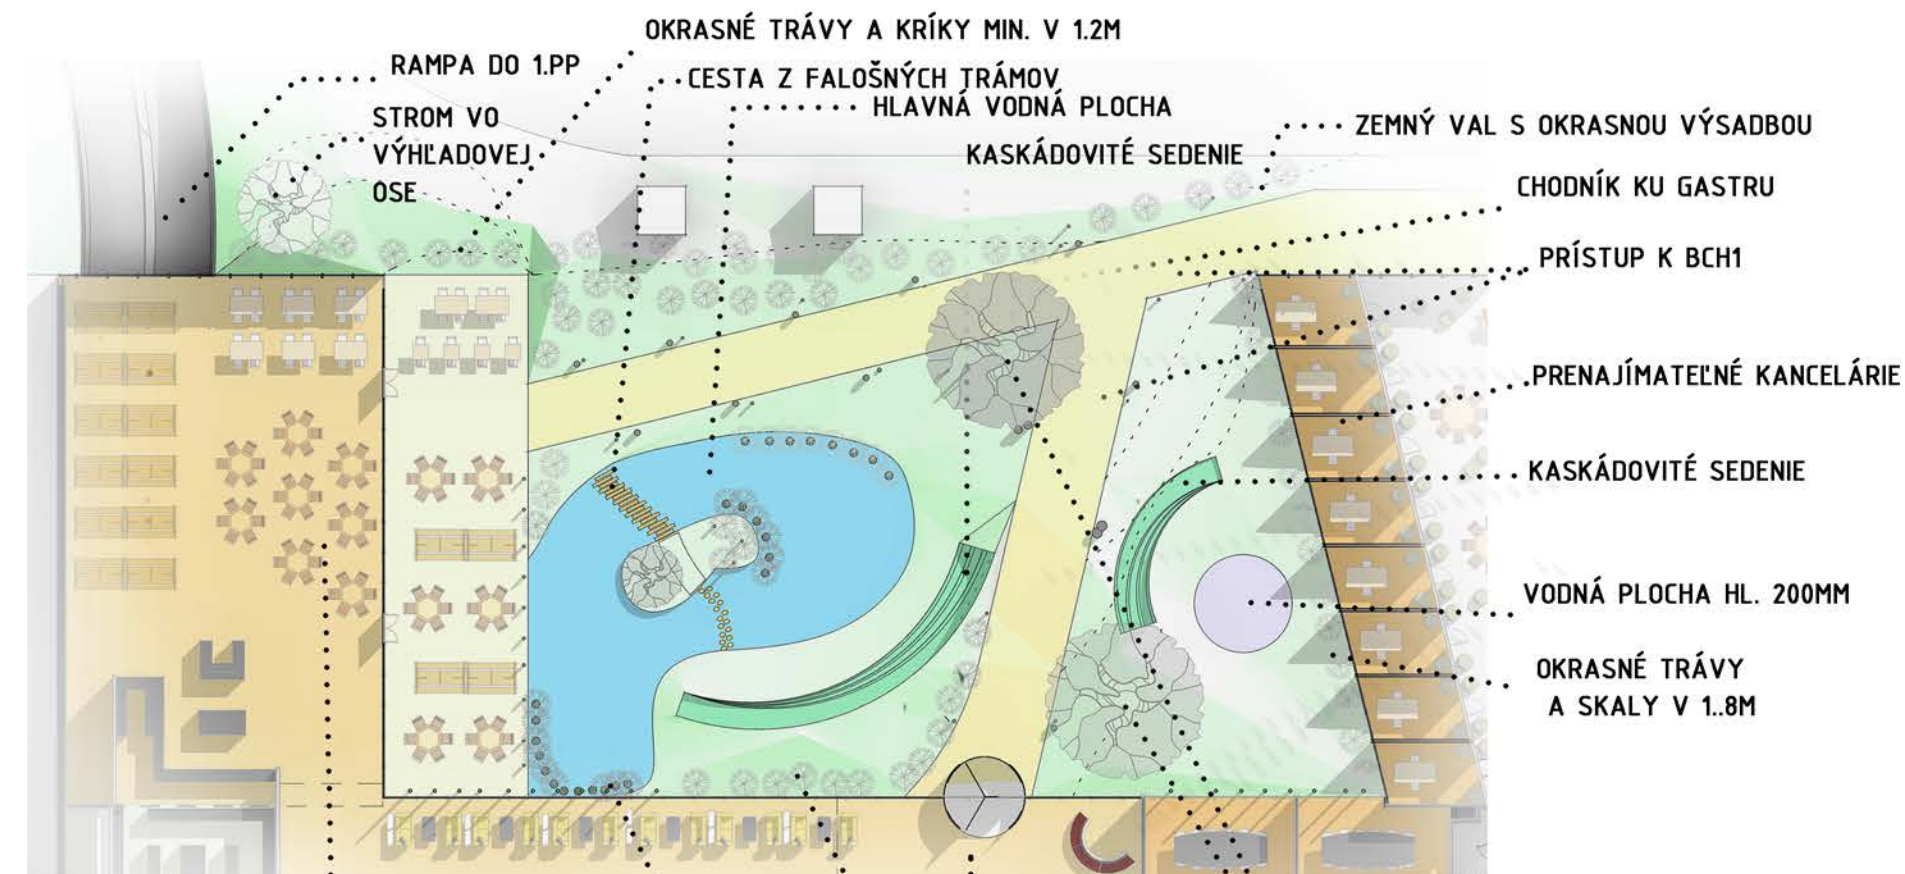 OKRASNÉ TRÁVY A KRÍKY MIN. V 1.2M
RAMPA DO 1.PP
CESTA Z FALOŠNÝCH TRÁMOV
HLAVNÁ VODNÁ PLOCHA
STROM VO
VÝHĽADOVEJ
OSE
KASKÁDOVITÉ SEDENIE
ZEMNÝ VAL S OKRASNOU VÝSADBOU
CHODNÍK KU GASTRU
PRÍSTUP K BCH1
PRENAJÍMATEĽNÉ KANCELÁRIE
KASKÁDOVITÉ SEDENIE
VODNÁ PLOCHA HL. 200MM
OKRASNÉ TRÁVY
A SKALY V 1..8M